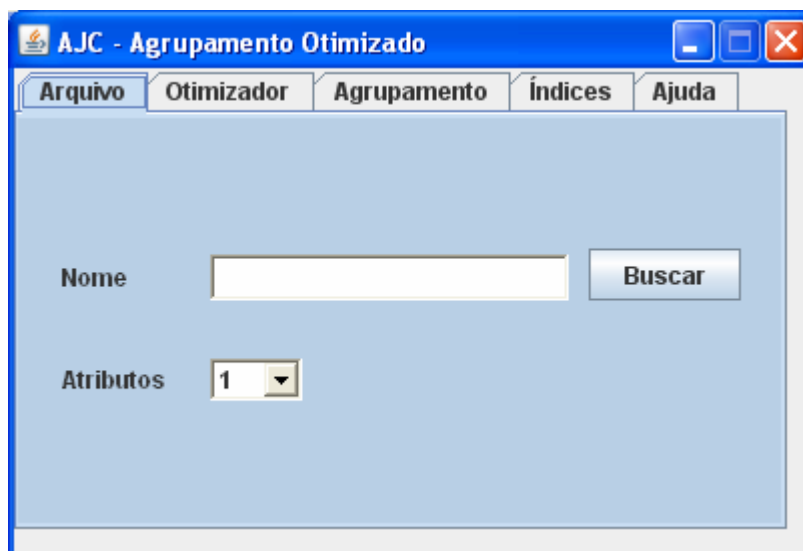 AJC - Agrupamento Otimizado
Arquivo Otimizador Agrupamento Índices Ajuda
Nome Buscar
Atributos 1